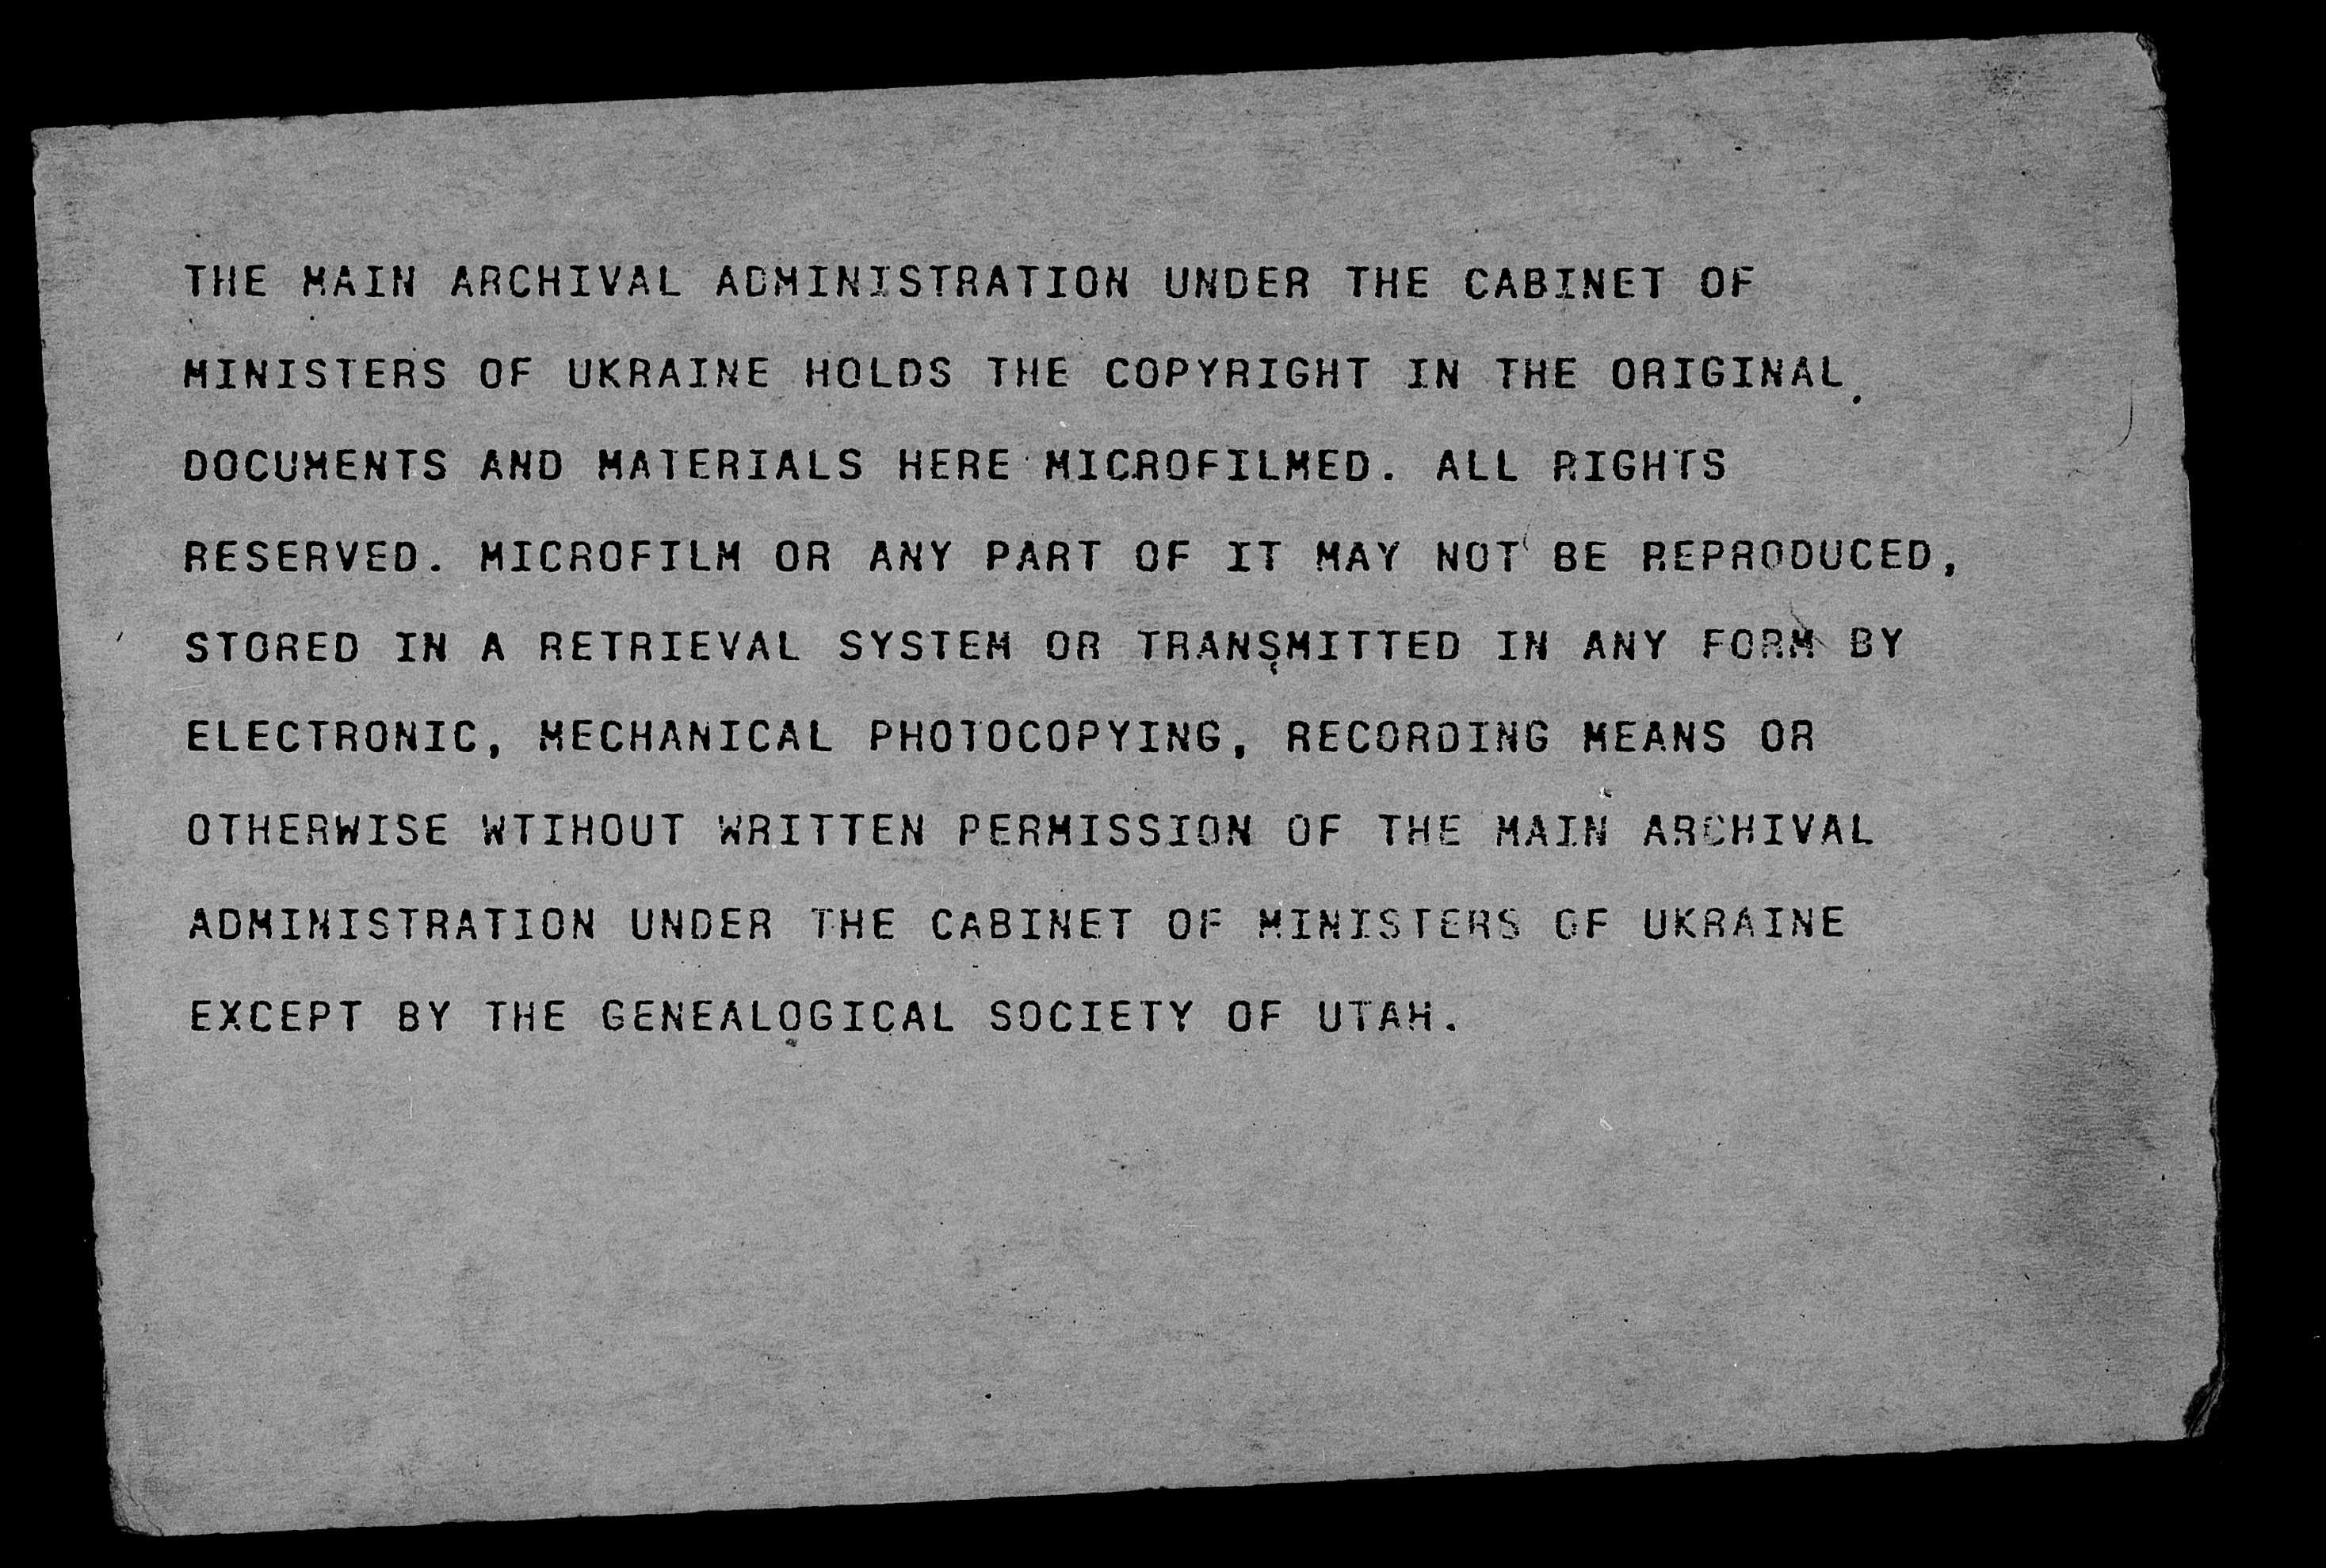 THE MAIN ARCHIVAL ADMINISTRATION UNDER THE CABINET OF
MINISTERS OF UKRAINE HOLDS THE COPYRIGHT IN THE ORIGINAL
DOCUMENTS AND MATERIALS HERE MICROFILMED. ALL RIGHTS
RESERVED. MICROFILM OR ANY PART OF IT MAY NOT BE REPRODUCED,
STORED IN A RETRIEVAL SYSTEM OR TRANSMITTED IN ANY FORM BY
ELECTRONIC, MECHANICAL PHOTOCOPYING, RECORDING MEANS OR
OTHERWISE WTIHOUT WRITTEN PERMISSION OF THE MAIN ARCHIVAL
ADMINISTRATION UNDER THE CABINET OF MINISTERS OF UKRAINE
EXCEPT BY THE GENEALOGICAL SOCIETY OF UTAH.